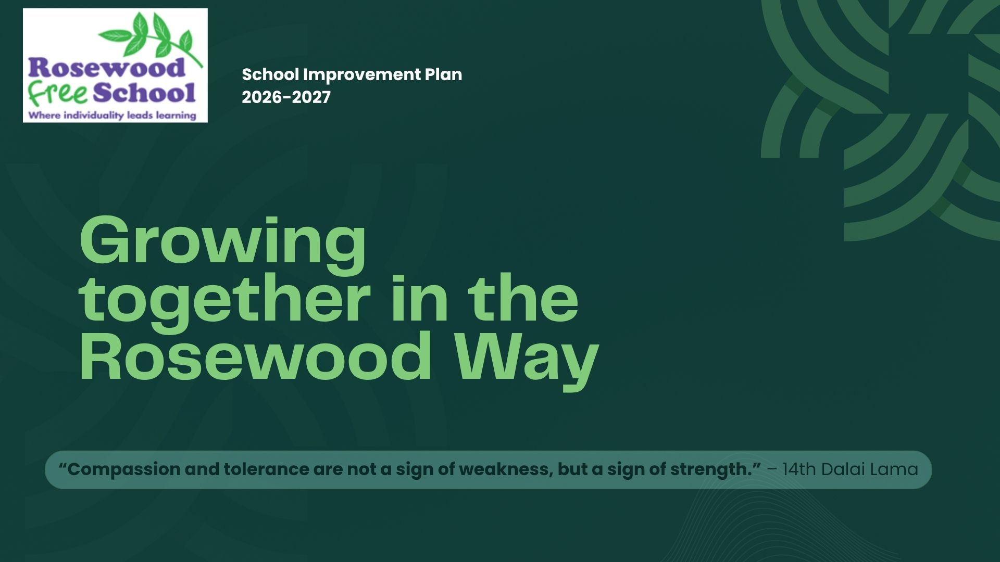 Rosewood
free School
Where individuality leads learning
School Improvement Plan
2026-2027
Growing
together in the
Rosewood Way
“Compassion and tolerance are not a sign of weakness, but a sign of strength.” – 14th Dalai Lama